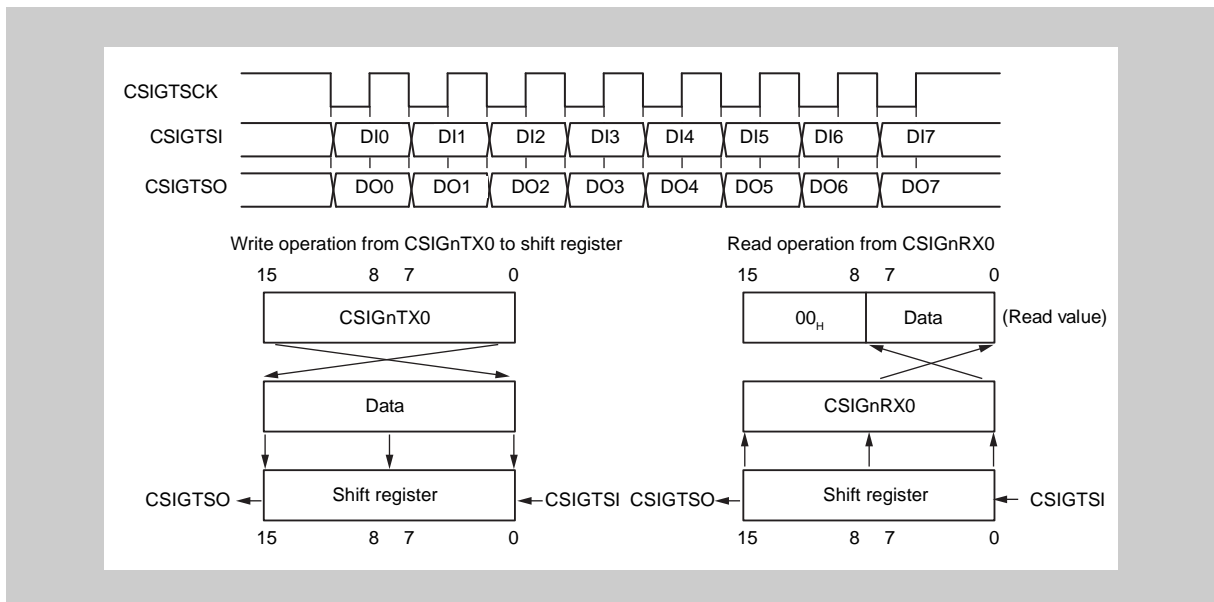 CSIGTSCK
CSIGTSI DI0 DI1 DI2 DI3 DI4 DI5 DI6 DI7
CSIGTSO DO0 DO1 DO2 DO3 DO4 DO5 DO6 DO7
Write operation from CSIGnTX0 to shift register
15 8 7 0
CSIGnTX0
Data
CSIGTSO Shift register CSIGTSI
15 8 7 0
Read operation from CSIGnRX0
15 8 7 0
00H Data (Read value)
CSIGnRX0
CSIGTSO Shift register CSIGTSI
15 8 7 0